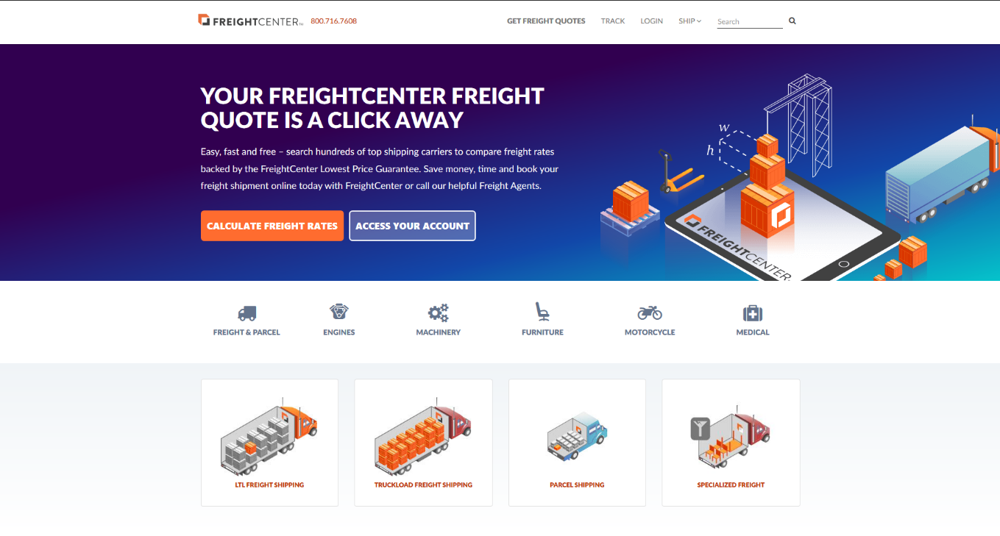 FREIGHTCENTER™ 800.716.7608
GET FREIGHT QUOTES TRACK LOGIN SHIP Search
YOUR FREIGHTCENTER FREIGHT
QUOTE IS A CLICK AWAY
Easy, fast and free – search hundreds of top shipping carriers to compare freight rates
backed by the FreightCenter Lowest Price Guarantee. Save money, time and book your
freight shipment online today with FreightCenter or call our helpful Freight Agents.
CALCULATE FREIGHT RATES ACCESS YOUR ACCOUNT
w
h
FREIGHTCENTER
FREIGHT & PARCEL ENGINES MACHINERY FURNITURE MOTORCYCLE MEDICAL
LTL FREIGHT SHIPPING TRUCKLOAD FREIGHT SHIPPING PARCEL SHIPPING SPECIALIZED FREIGHT